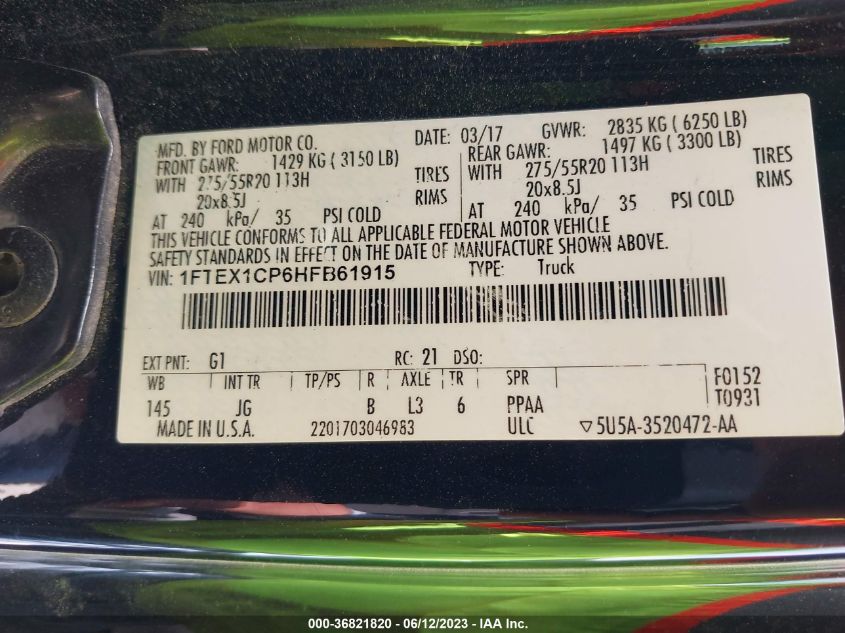 MFD. BY FORD MOTOR CO. DATE: 03/17 GVWR: 2835 KG ( 6250 LB)
FRONT GAWR: 1429 KG ( 3150 LB) REAR GAWR: 1497 KG ( 3300 LB)
WITH 275/55R20 113H TIRES WITH 275/55R20 113H TIRES
20x8.5J RIMS 20x8.5J RIMS
AT 240 kPa/ 35 PSI COLD AT 240 kPa/ 35 PSI COLD
THIS VEHICLE CONFORMS TO ALL APPLICABLE FEDERAL MOTOR VEHICLE
SAFETY STANDARDS IN EFFECT ON THE DATE OF MANUFACTURE SHOWN ABOVE.
VIN: 1FTEX1CP6HFB61915 TYPE: Truck
EXT PNT: G1 RC: 21 DSO:
WB INT TR TP/PS R AXLE TR SPR F0152
145 JG B L3 6 PPAA T0931
MADE IN U.S.A. 2201703046983 ULC ▽5U5A-3520472-AA
000-36821820 - 06/12/2023 - IAA Inc.